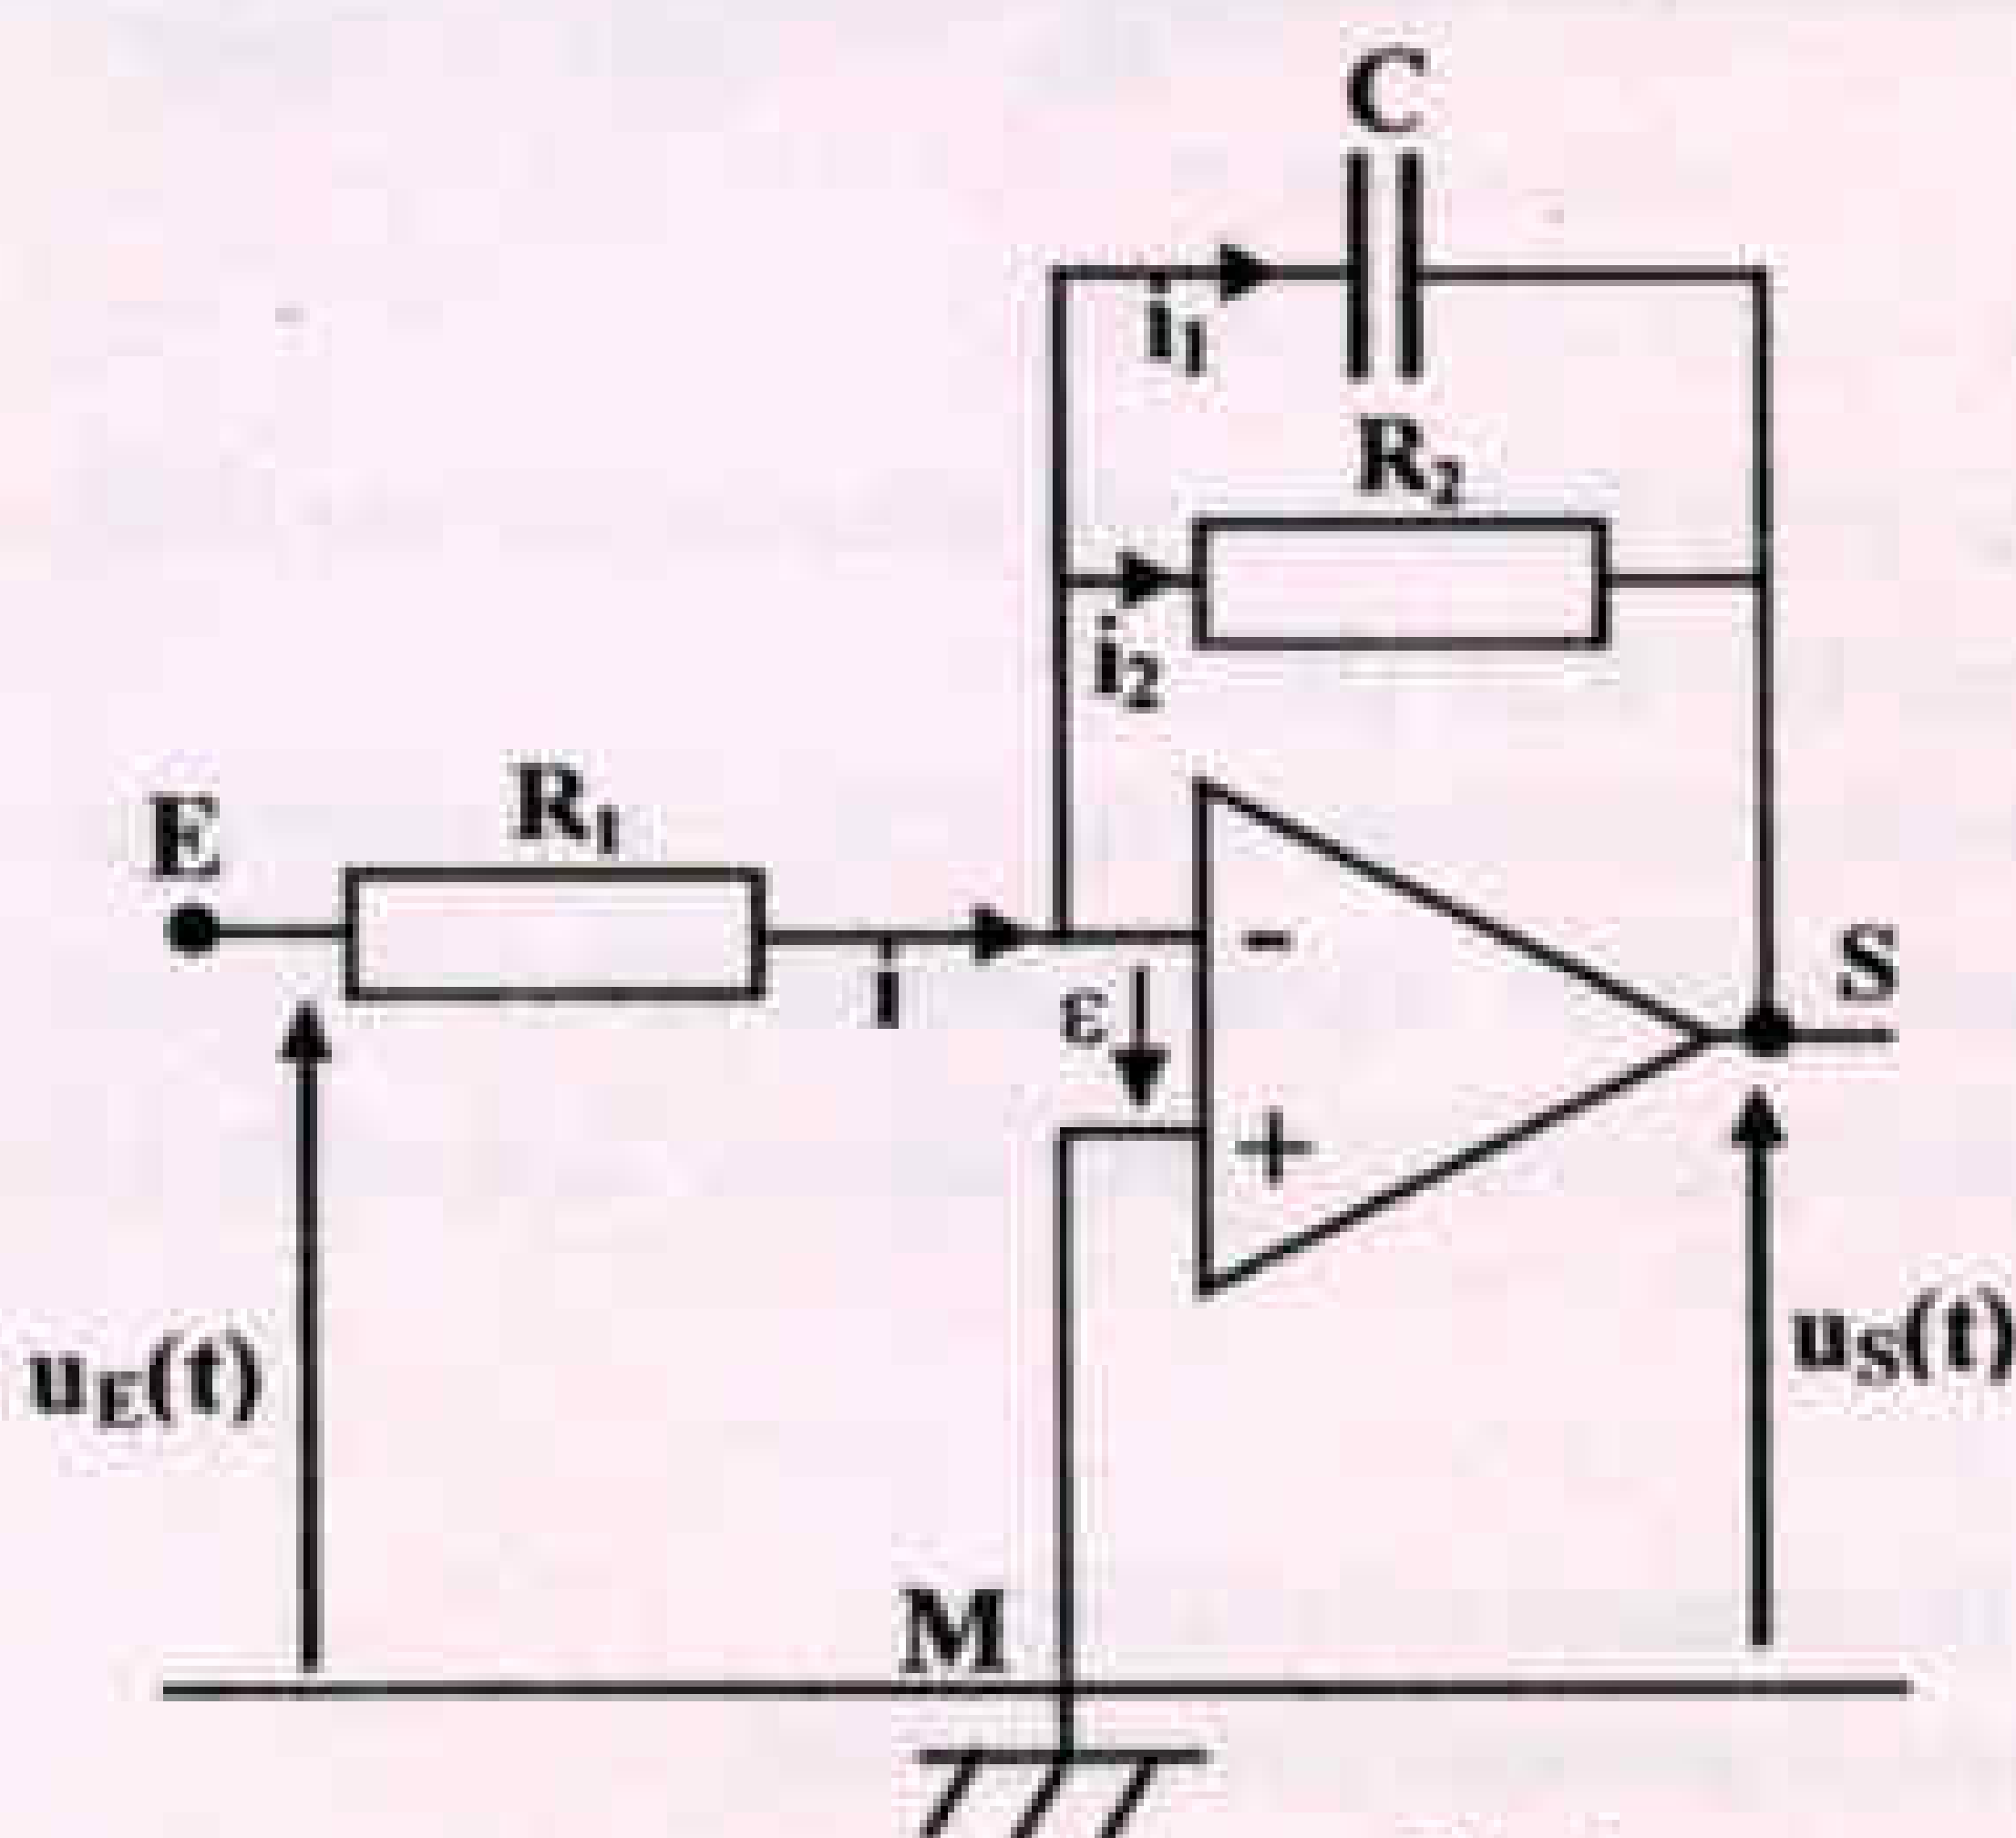 C
i₁
R₂
i₂
E
R₁
i
ε
-
+
S
uE(t)
uS(t)
M